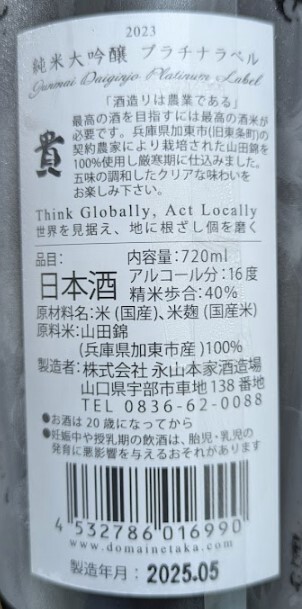 2023
純米大吟醸 プラチナラベル
Junmai Daiginjo Platinum Label
「酒造りは農業である」
貴
最高の酒を目指すには最高の酒米が
必要です。兵庫県加東市(旧東条町)の
契約農家により栽培された山田錦を
100%使用し厳寒期に仕込みました。
五味の調和したクリアな味わいを
お楽しみ下さい。
Think Globally, Act Locally
世界を見据え、地に根ざし個を磨く
品目: 内容量:720ml
日本酒 アルコール分:16度
精米歩合:40%
原材料名:米(国産)、米麹(国産米)
原料米:山田錦
(兵庫県加東市産)100%
製造者:株式会社 永山本家酒造場
山口県宇部市車地138番地
TEL 0836-62-0088
●お酒は20歳になってから
●妊娠中や授乳期の飲酒は、胎児・乳児の
発育に悪影響を与えるおそれがあります
4 532786 016990
www.domainetaka.com
製造年月:2025.05